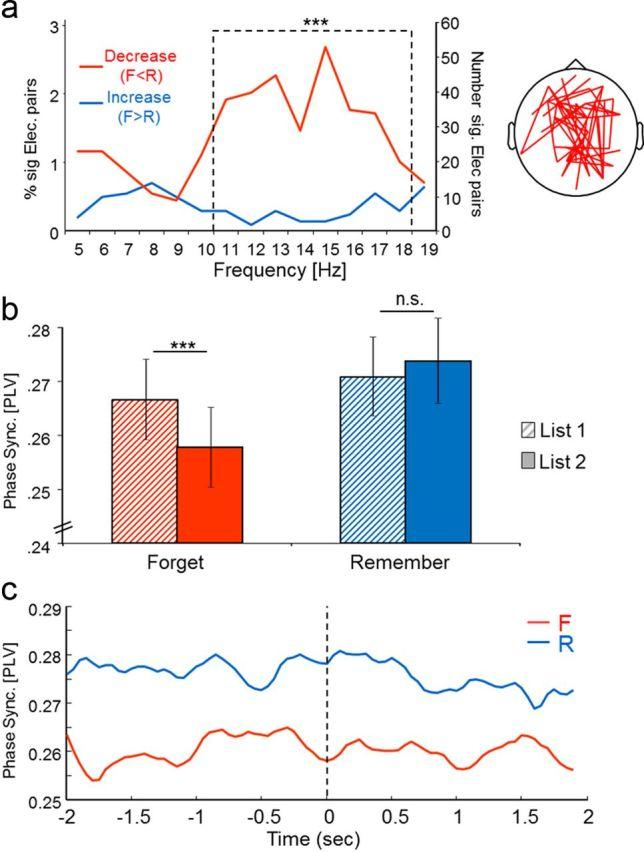 a
***
3
2
1
0
% sig Elec. pairs
Decrease
(F<R)
Increase
(F>R)
60
50
40
30
20
10
0
Number sig. Elec pairs
5 6 7 8 9 10 11 12 13 14 15 16 17 18 19
Frequency [Hz]
b
.28
.27
.26
.25
.24
Phase Sync. [PLV]
***
n.s.
List 1
List 2
Forget Remember
c
0.29
0.28
0.27
0.26
0.25
Phase Sync. [PLV]
F
R
-2 -1.5 -1 -0.5 0 0.5 1 1.5 2
Time (sec)